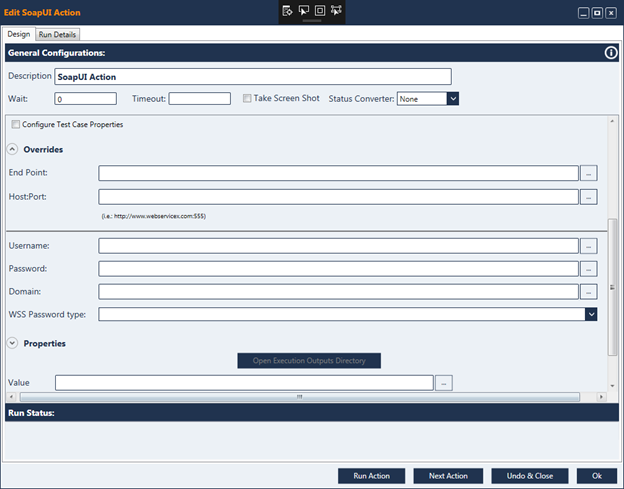 Edit SoapUI Action
Design Run Details
General Configurations:
Description SoapUI Action
Wait: 0 Timeout: Take Screen Shot Status Converter: None
Configure Test Case Properties
Overrides
End Point: ...
Host:Port: ...
(i.e.: http://www.webservicex.com:555)
Username: ...
Password: ...
Domain: ...
WSS Password type:
Properties
Open Execution Outputs Directory
Value ...
Run Status:
Run Action Next Action Undo & Close Ok